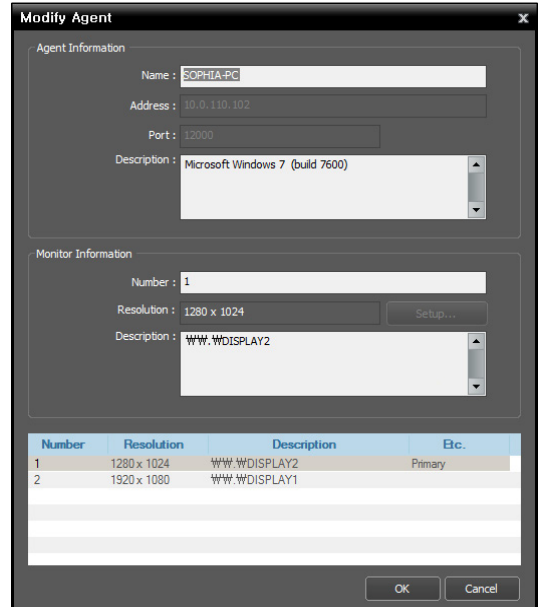 Modify Agent x
Agent Information
Name : SOPHIA-PC
Address : 10.0.110.102
Port : 12000
Description : Microsoft Windows 7 (build 7600)
Monitor Information
Number : 1
Resolution : 1280 x 1024 Setup...
Description : ₩₩.₩DISPLAY2
Number Resolution Description Etc.
1 1280 x 1024 ₩₩.₩DISPLAY2 Primary
2 1920 x 1080 ₩₩.₩DISPLAY1
OK Cancel